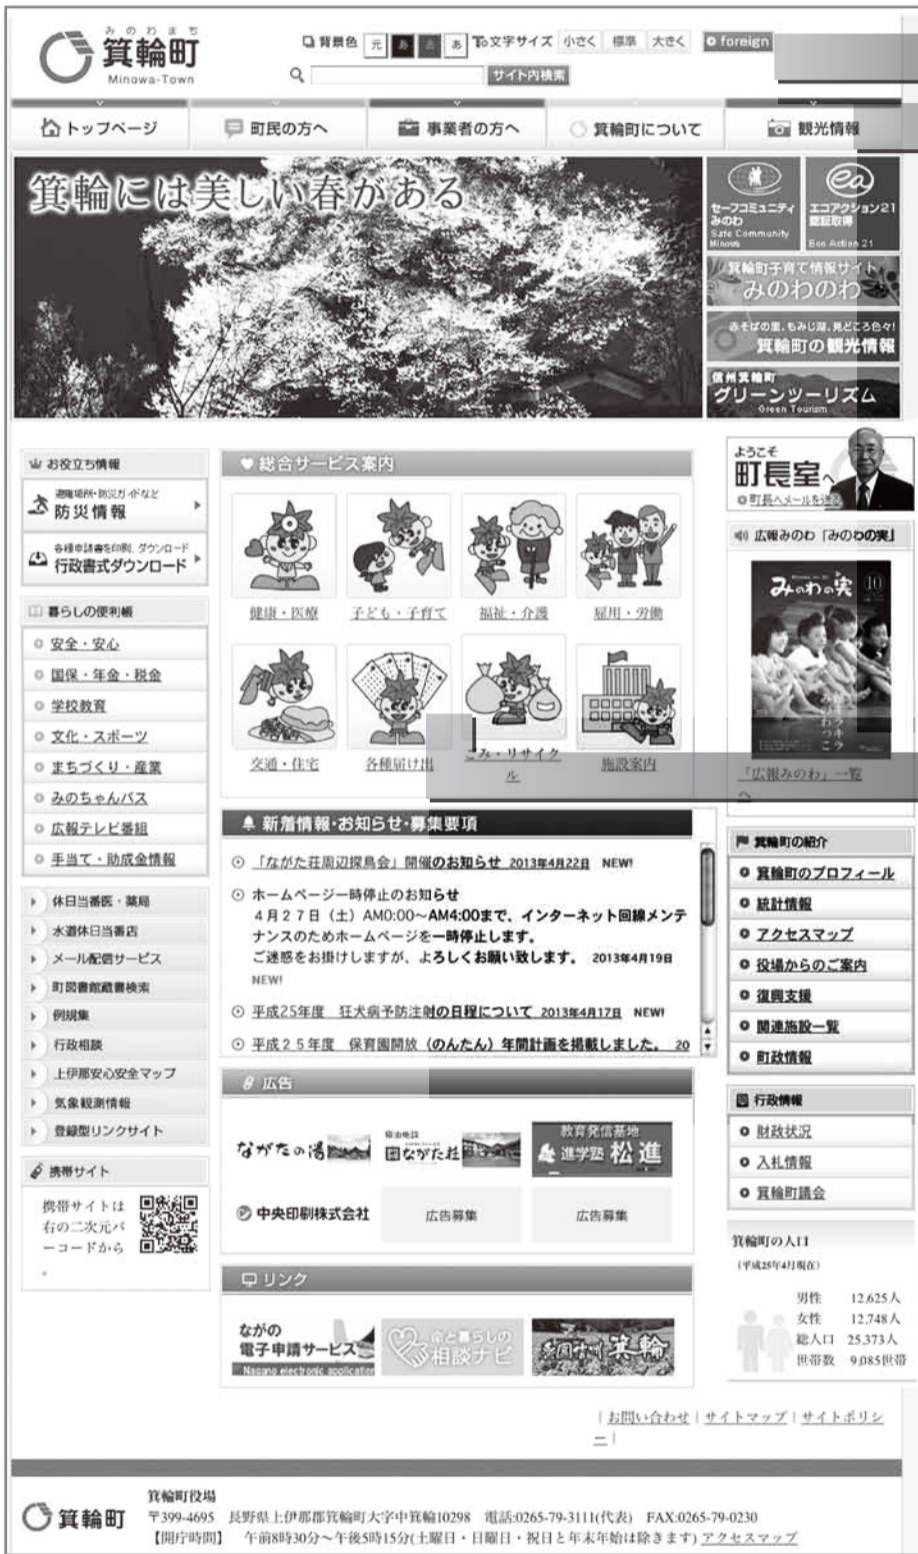 みのわまち
箕輪町
Minowa-Town
背景色 元 あ あ あ 文字サイズ 小さく 標準 大きく foreign
サイト内検索
トップページ
町民の方へ
事業者の方へ
箕輪町について
観光情報
箕輪には美しい春がある
セーフコミュニティ
みのわ
Safe Community
Minowa
エコアクション21
認証取得
Eco Action 21
箕輪町子育て情報サイト
みのわのわ
赤そばの里、もみじ湖、見どころ色々!
箕輪町の観光情報
信州箕輪町
グリーンツーリズム
Green Tourism
お役立ち情報
避難場所・防災ガイドなど
防災情報
各種申請書を印刷、ダウンロード
行政書式ダウンロード
暮らしの便利帳
安全・安心
国保・年金・税金
学校教育
文化・スポーツ
まちづくり・産業
みのちゃんバス
広報テレビ番組
手当て・助成金情報
休日当番医・薬局
水道休日当番店
メール配信サービス
町図書館蔵書検索
例規集
行政相談
上伊那安心安全マップ
気象観測情報
登録型リンクサイト
携帯サイト
携帯サイトは
右の二次元バ
ーコードから
。
総合サービス案内
健康・医療
子ども・子育て
福祉・介護
雇用・労働
交通・住宅
各種届け出
ごみ・リサイク
ル
施設案内
新着情報・お知らせ・募集要項
「ながた荘周辺探鳥会」開催のお知らせ 2013年4月22日 NEW!
ホームページ一時停止のお知らせ
4月27日（土）AM0:00～AM4:00まで、インターネット回線メンテ
ナンスのためホームページを一時停止します。
ご迷惑をお掛けしますが、よろしくお願い致します。 2013年4月19日
NEW!
平成25年度 狂犬病予防注射の日程について 2013年4月17日 NEW!
平成25年度 保育園開放（のんたん）年間計画を掲載しました。 20
広告
ながたの湯
宿泊施設
ながた荘
教育発信基地
進学塾 松進
中央印刷株式会社
広告募集
広告募集
リンク
ながの
電子申請サービス
Nagano electronic application
命と暮らしの
相談ナビ
箕輪
ようこそ
町長室へ
町長へメールを送る
広報みのわ「みのわの実」
みのわの実
10
「広報みのわ」一覧
へ
箕輪町の紹介
箕輪町のプロフィール
統計情報
アクセスマップ
役場からのご案内
復興支援
関連施設一覧
町政情報
行政情報
財政状況
入札情報
箕輪町議会
箕輪町の人口
（平成25年4月現在）
男性 12,625人
女性 12,748人
総人口 25,373人
世帯数 9,085世帯
| お問い合わせ | サイトマップ | サイトポリシ
ー |
箕輪町
箕輪町役場
〒399-4695 長野県上伊那郡箕輪町大字中箕輪10298 電話:0265-79-3111(代表) FAX:0265-79-0230
【開庁時間】 午前8時30分～午後5時15分(土曜日・日曜日・祝日と年末年始は除きます) アクセスマップ